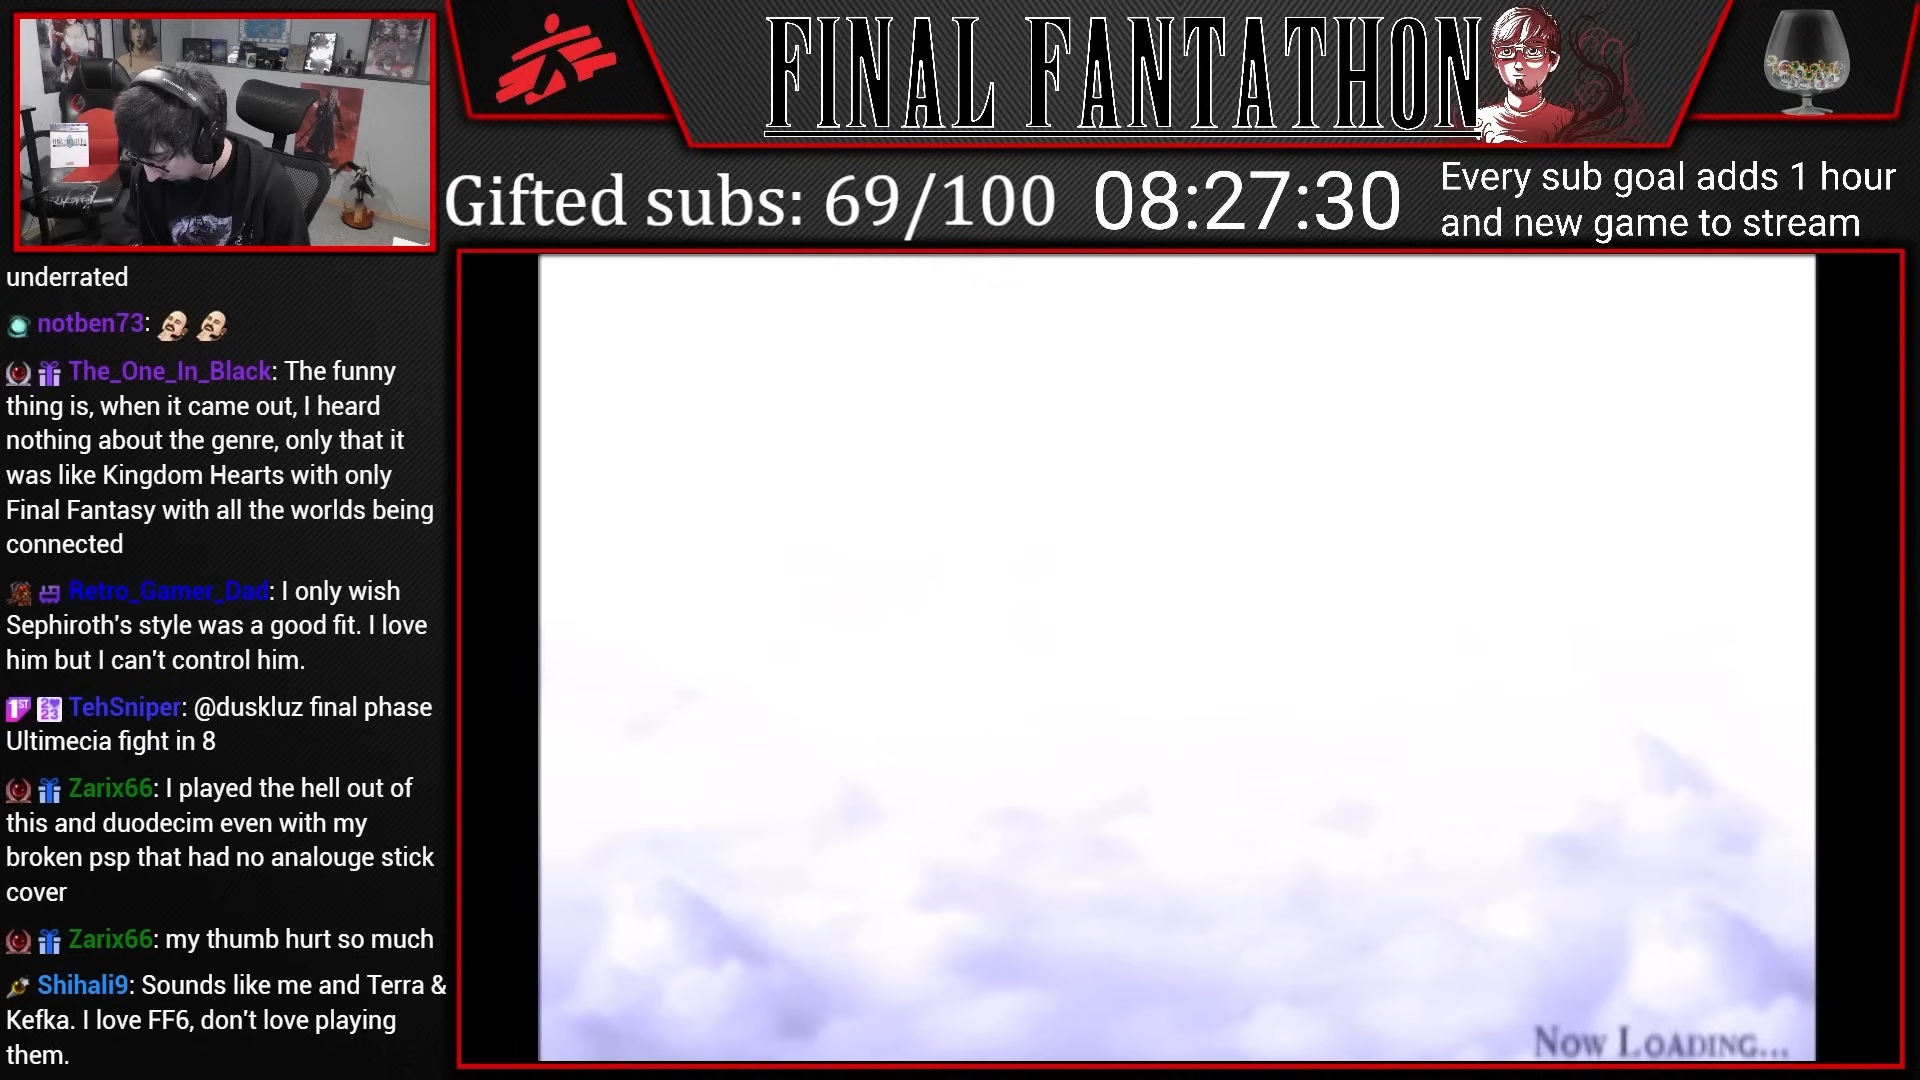 FINAL FANTATHON
Gifted subs: 69/100
08:27:30
Every sub goal adds 1 hour
and new game to stream
underrated
notben73:
The_One_In_Black: The funny
thing is, when it came out, I heard
nothing about the genre, only that it
was like Kingdom Hearts with only
Final Fantasy with all the worlds being
connected
Retro_Gamer_Dad: I only wish
Sephiroth's style was a good fit. I love
him but I can't control him.
1ST TehSniper: @duskluz final phase
Ultimecia fight in 8
Zarix66: I played the hell out of
this and duodecim even with my
broken psp that had no analouge stick
cover
Zarix66: my thumb hurt so much
Shihali9: Sounds like me and Terra &
Kefka. I love FF6, don't love playing
them.
Now Loading...